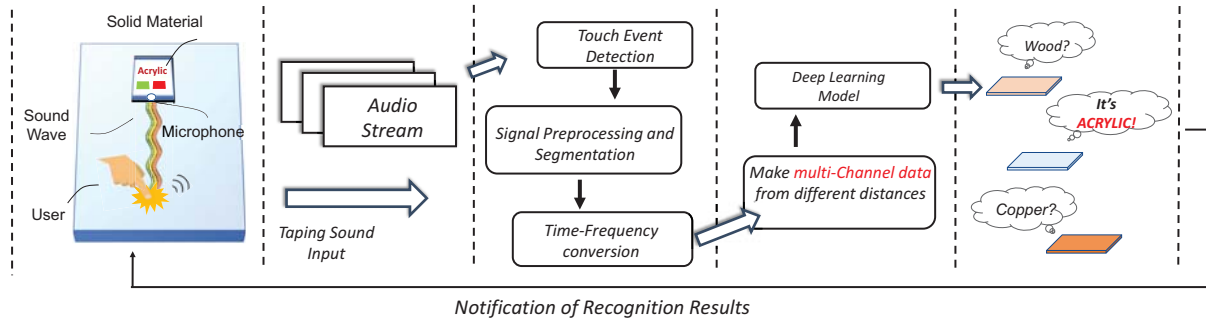 Solid Material
Acrylic
Sound
Wave
Microphone
User
Audio
Stream
Taping Sound
Input
Touch Event
Detection
Signal Preprocessing and
Segmentation
Time-Frequency
conversion
Deep Learning
Model
Make multi-Channel data
from different distances
Wood?
It's
ACRYLIC!
Copper?
Notification of Recognition Results